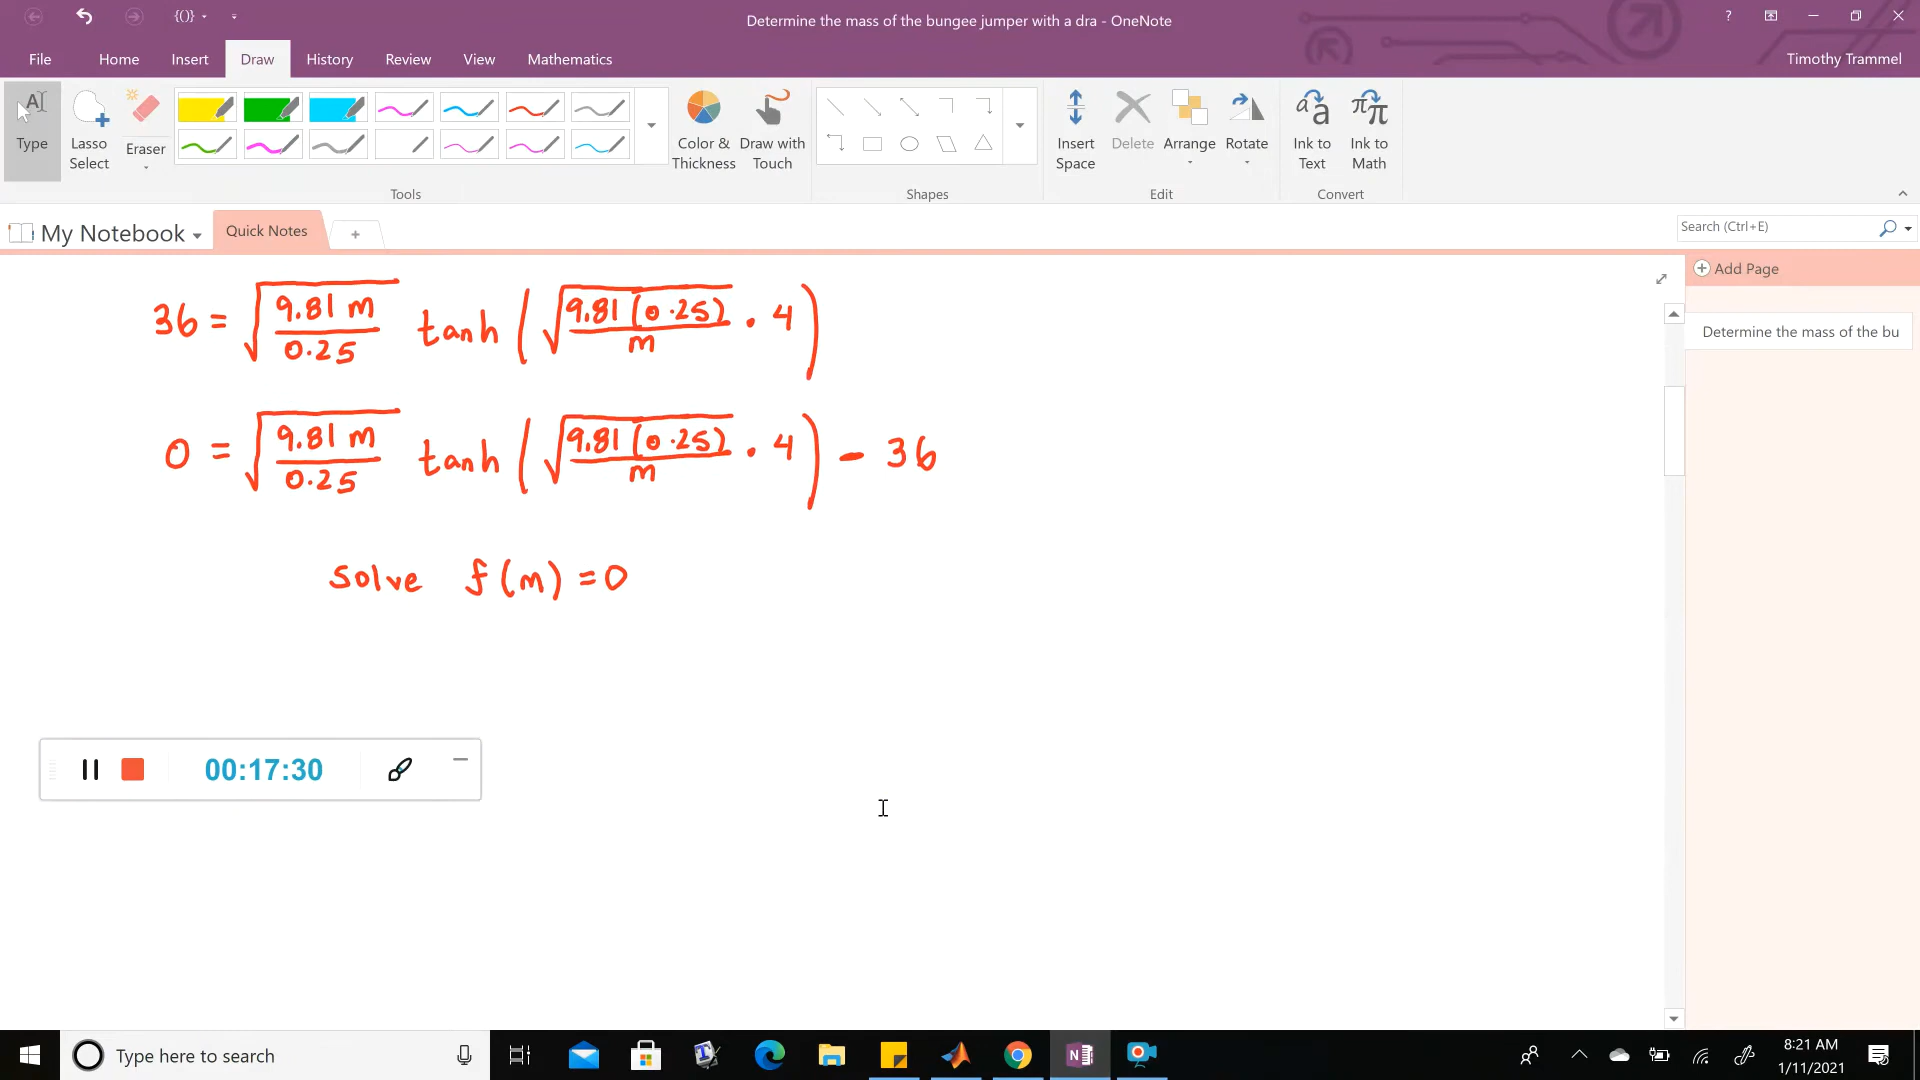 Determine the mass of the bungee jumper with a dra - OneNote
?
File Home Insert Draw History Review View Mathematics
Timothy Trammel
Type
Lasso Select
Eraser
Color & Thickness
Draw with Touch
Insert Space
Delete
Arrange
Rotate
Ink to Text
Ink to Math
Tools
Shapes
Edit
Convert
My Notebook
Quick Notes
+
Search (Ctrl+E)
Add Page
Determine the mass of the bu
36 = √(9.81 m / 0.25) tanh (√(9.81 (0.25) / m) · 4)
0 = √(9.81 m / 0.25) tanh (√(9.81 (0.25) / m) · 4) - 36
solve f(m) = 0
00:17:30
Type here to search
8:21 AM
1/11/2021